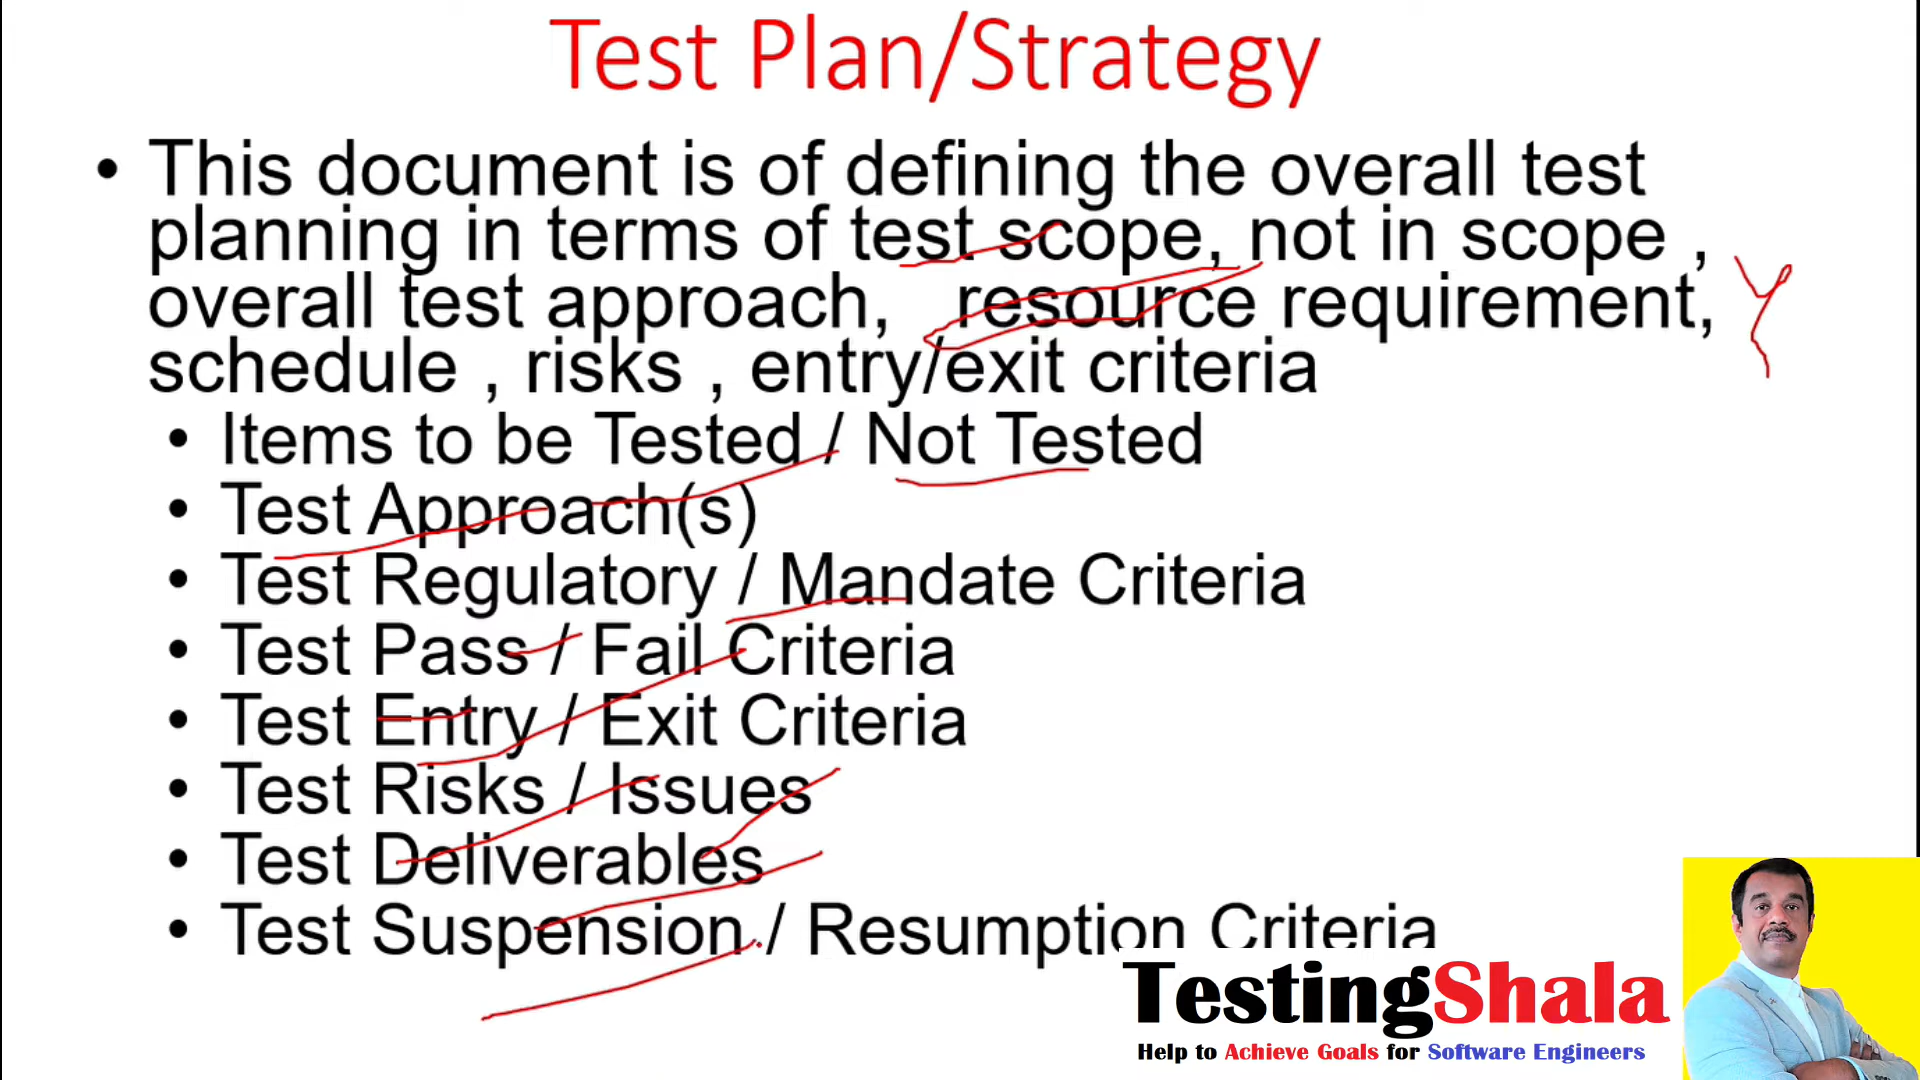 Test Plan/Strategy
• This document is of defining the overall test
planning in terms of test scope, not in scope ,
overall test approach, resource requirement,
schedule , risks , entry/exit criteria
• Items to be Tested / Not Tested
• Test Approach(s)
• Test Regulatory / Mandate Criteria
• Test Pass / Fail Criteria
• Test Entry / Exit Criteria
• Test Risks / Issues
• Test Deliverables
• Test Suspension / Resumption Criteria
TestingShala
Help to Achieve Goals for Software Engineers